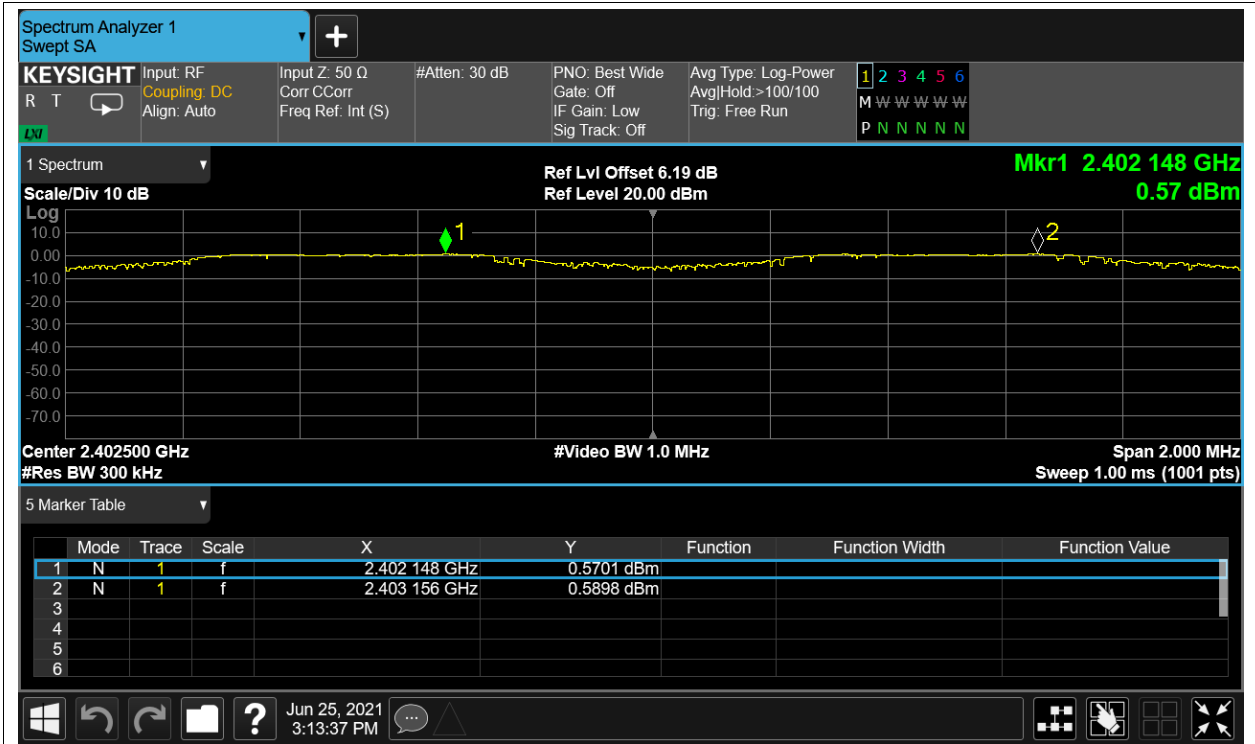 Spectrum Analyzer 1
Swept SA
KEYSIGHT
R T
LXI
Input: RF
Coupling: DC
Align: Auto
Input Z: 50 Ω
Corr CCorr
Freq Ref: Int (S)
#Atten: 30 dB
PNO: Best Wide
Gate: Off
IF Gain: Low
Sig Track: Off
Avg Type: Log-Power
Avg|Hold:>100/100
Trig: Free Run
1 2 3 4 5 6
M W W W W W
P N N N N N
1 Spectrum
Scale/Div 10 dB
Ref Lvl Offset 6.19 dB
Ref Level 20.00 dBm
Mkr1 2.402 148 GHz
0.57 dBm
Log
10.0
0.00
-10.0
-20.0
-30.0
-40.0
-50.0
-60.0
-70.0
1
2
Center 2.402500 GHz
#Res BW 300 kHz
#Video BW 1.0 MHz
Span 2.000 MHz
Sweep 1.00 ms (1001 pts)
5 Marker Table
Mode Trace Scale X Y Function Function Width Function Value
1 N 1 f 2.402 148 GHz 0.5701 dBm
2 N 1 f 2.403 156 GHz 0.5898 dBm
3
4
5
6
?
Jun 25, 2021
3:13:37 PM